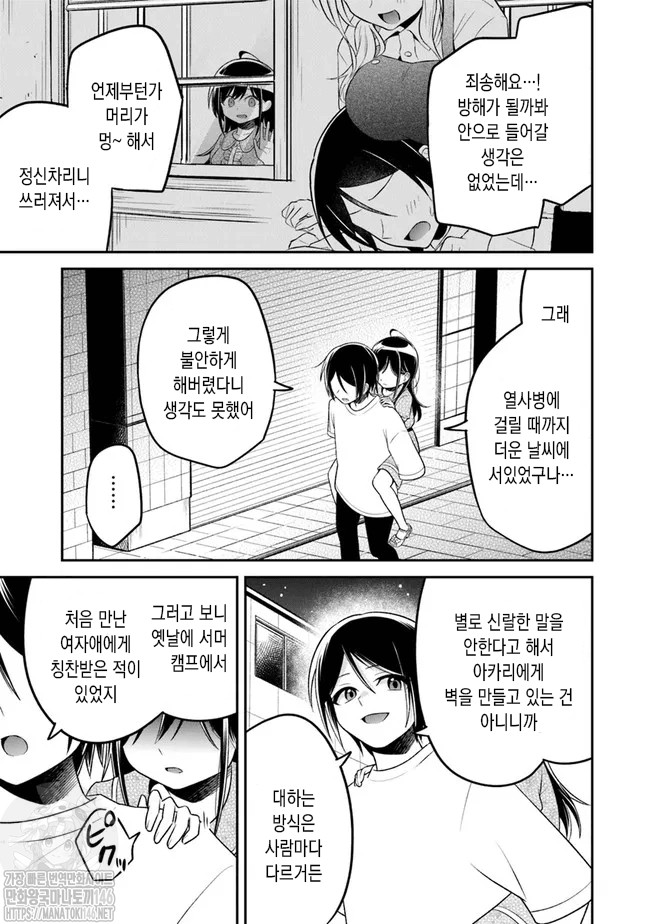 죄송해요…!
방해가 될까봐
안으로 들어갈
생각은
없었는데…
언제부턴가
머리가
멍~ 해서
정신차리니
쓰러져서…
그래
열사병에
걸릴 때까지
더운 날씨에
서있었구나…
그렇게
불안하게
해버렸다니
생각도 못했어
……
별로 신랄한 말을
안한다고 해서
아카리에게
벽을 만들고 있는 건
아니니까
대하는
방식은
사람마다
다르거든
그러고 보니
옛날에 서머
캠프에서
처음 만난
여자애에게
칭찬받은 적이
있었지
ピクッ
가장 빠른 번역만화사이트
만화왕국마나토끼146
HTTPS://MANATOKI146.NET